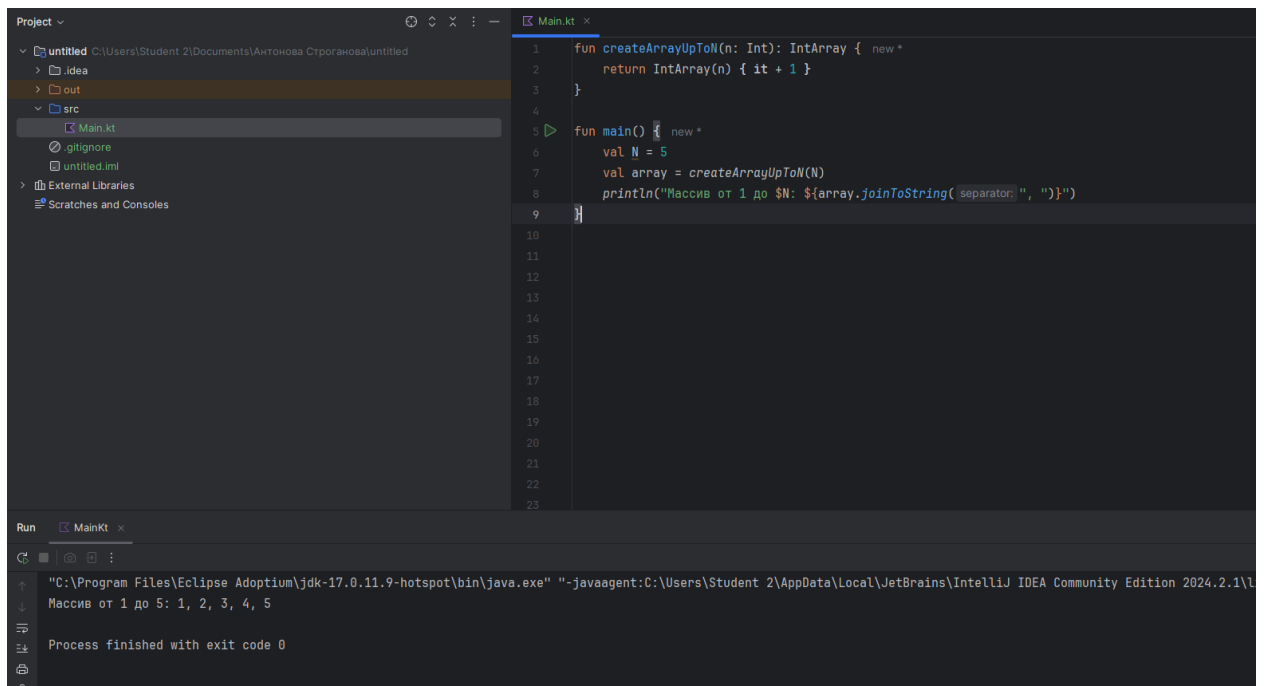 Project
untitled C:\Users\Student 2\Documents\Антонова Строганова\untitled
.idea
out
src
Main.kt
.gitignore
untitled.iml
External Libraries
Scratches and Consoles
Main.kt
1 fun createArrayUpToN(n: Int): IntArray { new *
2 return IntArray(n) { it + 1 }
3 }
4
5 fun main() { new *
6 val N = 5
7 val array = createArrayUpToN(N)
8 println("Массив от 1 до $N: ${array.joinToString( separator: ", ")}")
9 }
10
11
12
13
14
15
16
17
18
19
20
21
22
23
Run MainKt
"C:\Program Files\Eclipse Adoptium\jdk-17.0.11.9-hotspot\bin\java.exe" "-javaagent:C:\Users\Student 2\AppData\Local\JetBrains\IntelliJ IDEA Community Edition 2024.2.1\l
Массив от 1 до 5: 1, 2, 3, 4, 5
Process finished with exit code 0